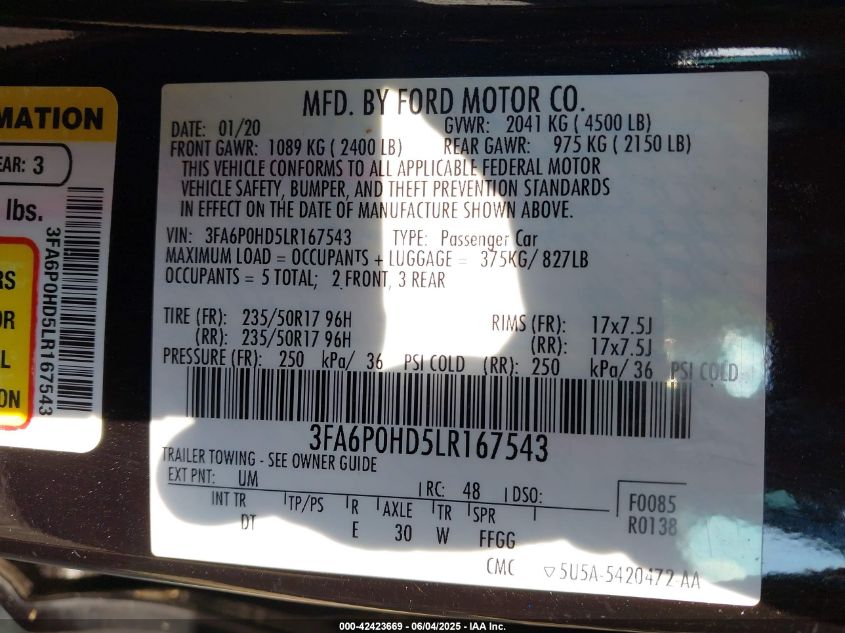 MATION
EAR: 3
lbs.
3FA6P0HD5LR167543
RS
OR
L
ON
MFD. BY FORD MOTOR CO.
DATE: 01/20 GVWR: 2041 KG ( 4500 LB)
FRONT GAWR: 1089 KG ( 2400 LB) REAR GAWR: 975 KG ( 2150 LB)
THIS VEHICLE CONFORMS TO ALL APPLICABLE FEDERAL MOTOR
VEHICLE SAFETY, BUMPER, AND THEFT PREVENTION STANDARDS
IN EFFECT ON THE DATE OF MANUFACTURE SHOWN ABOVE.
VIN: 3FA6P0HD5LR167543 TYPE: Passenger Car
MAXIMUM LOAD = OCCUPANTS + LUGGAGE = 375KG/ 827LB
OCCUPANTS = 5 TOTAL; 2 FRONT, 3 REAR
TIRE (FR): 235/50R17 96H RIMS (FR): 17x7.5J
(RR): 235/50R17 96H (RR): 17x7.5J
PRESSURE (FR): 250 kPa/ 36 PSI COLD (RR): 250 kPa/ 36 PSI COLD
3FA6P0HD5LR167543
TRAILER TOWING - SEE OWNER GUIDE
EXT PNT: UM RC: 48 DSO:
INT TR TP/PS R AXLE TR SPR
DT E 30 W FFGG
F0085
R0138
CMC ▽5U5A-5420472-AA
000-42423669 - 06/04/2025 - IAA Inc.